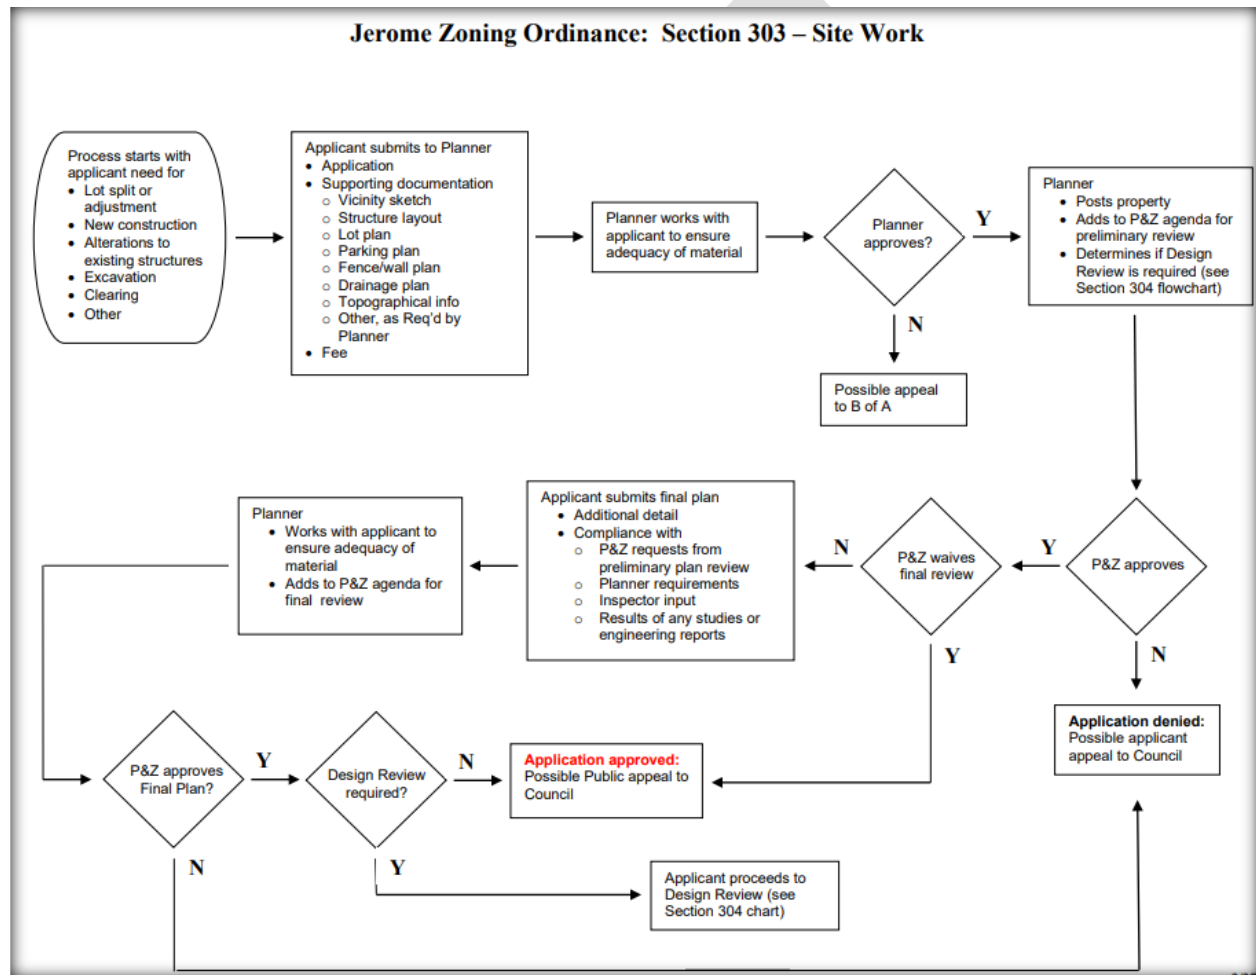 Jerome Zoning Ordinance: Section 303 – Site Work
Process starts with
applicant need for
• Lot split or
adjustment
• New construction
• Alterations to
existing structures
• Excavation
• Clearing
• Other
Applicant submits to Planner
• Application
• Supporting documentation
o Vicinity sketch
o Structure layout
o Lot plan
o Parking plan
o Fence/wall plan
o Drainage plan
o Topographical info
o Other, as Req'd by
Planner
• Fee
Planner works with
applicant to ensure
adequacy of material
Planner
approves?
Y
N
Planner
• Posts property
• Adds to P&Z agenda for
preliminary review
• Determines if Design
Review is required (see
Section 304 flowchart)
Possible appeal
to B of A
P&Z approves
Y
N
P&Z waives
final review
N
Y
Applicant submits final plan
• Additional detail
• Compliance with
o P&Z requests from
preliminary plan review
o Planner requirements
o Inspector input
o Results of any studies or
engineering reports
Planner
• Works with applicant to
ensure adequacy of
material
• Adds to P&Z agenda for
final review
Application denied:
Possible applicant
appeal to Council
P&Z approves
Final Plan?
Y
N
Design Review
required?
N
Y
Application approved:
Possible Public appeal to
Council
Applicant proceeds to
Design Review (see
Section 304 chart)